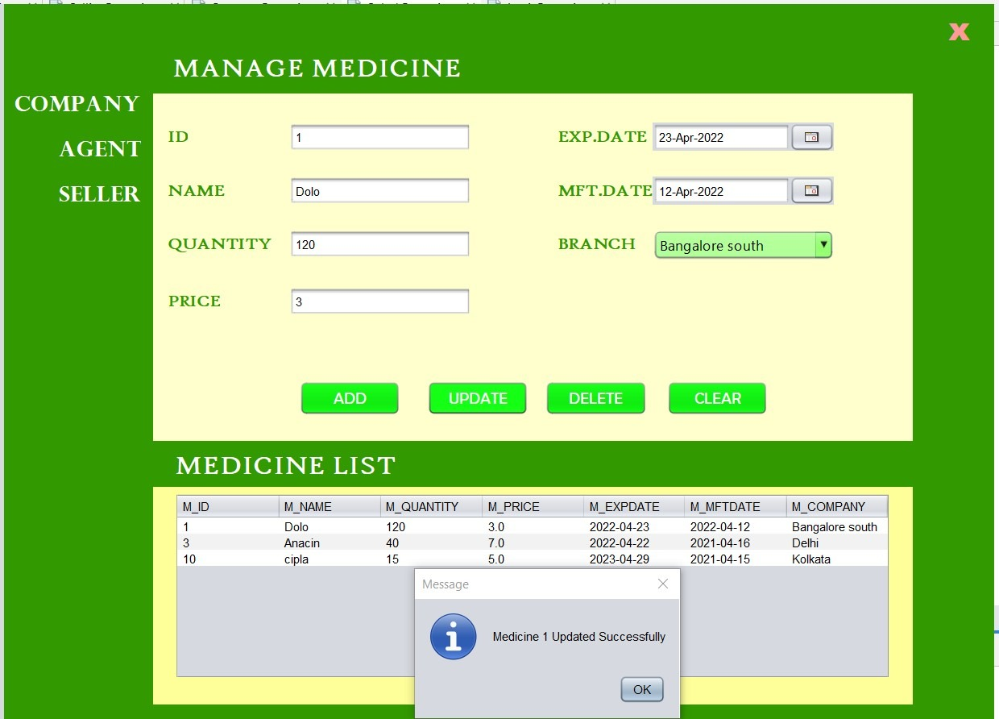 X
MANAGE MEDICINE
COMPANY
AGENT
SELLER
ID 1 EXP.DATE 23-Apr-2022
NAME Dolo MFT.DATE 12-Apr-2022
QUANTITY 120 BRANCH Bangalore south
PRICE 3
ADD UPDATE DELETE CLEAR
MEDICINE LIST
M_ID M_NAME M_QUANTITY M_PRICE M_EXPDATE M_MFTDATE M_COMPANY
1 Dolo 120 3.0 2022-04-23 2022-04-12 Bangalore south
3 Anacin 40 7.0 2022-04-22 2021-04-16 Delhi
10 cipla 15 5.0 2023-04-29 2021-04-15 Kolkata
Message
Medicine 1 Updated Successfully
OK